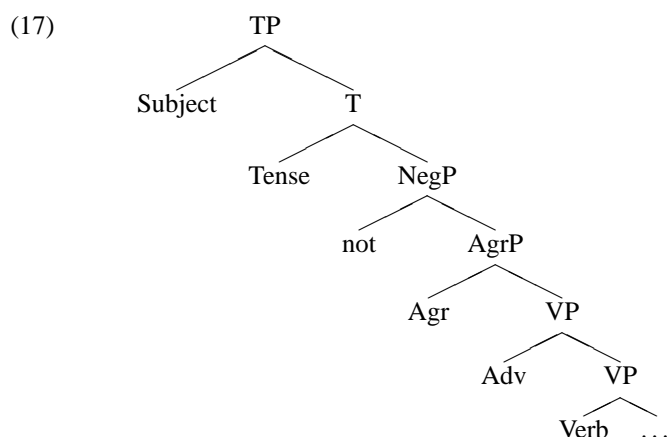 (17) TP
Subject T
Tense NegP
not AgrP
Agr VP
Adv VP
Verb ...